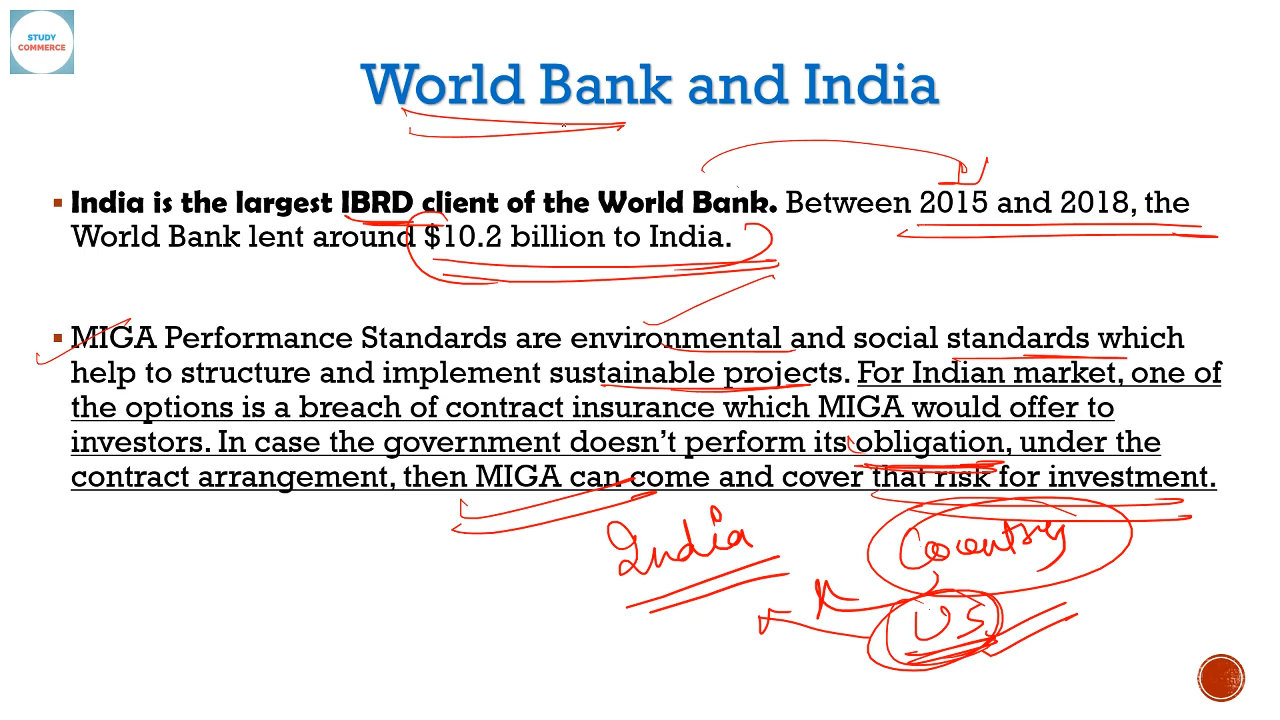 STUDY
COMMERCE
World Bank and India
▪ India is the largest IBRD client of the World Bank. Between 2015 and 2018, the
World Bank lent around $10.2 billion to India.
▪ MIGA Performance Standards are environmental and social standards which
help to structure and implement sustainable projects. For Indian market, one of
the options is a breach of contract insurance which MIGA would offer to
investors. In case the government doesn't perform its obligation, under the
contract arrangement, then MIGA can come and cover that risk for investment.
India
Country
US